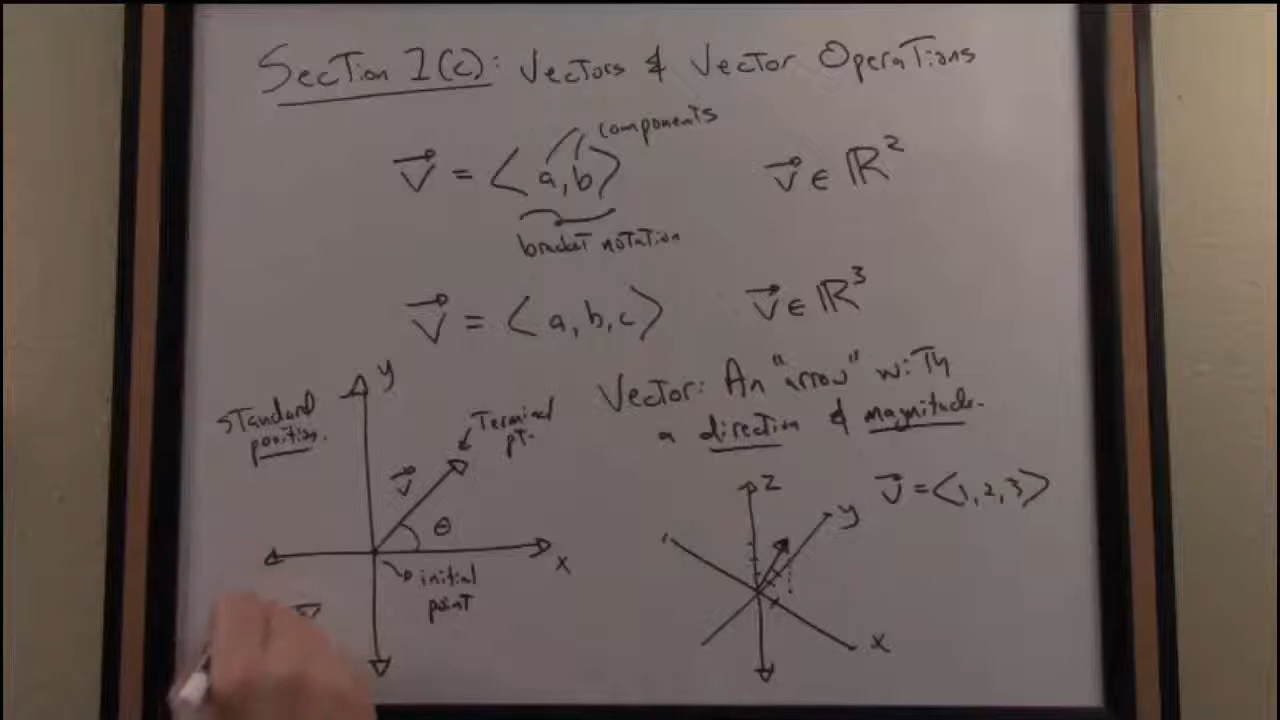 Section 1(c): Vectors & Vector Operations
components
v⃗ = <a,b>
v⃗ ∈ ℝ²
bracket notation
v⃗ = <a,b,c>
v⃗ ∈ ℝ³
Vector: An "arrow" with
a direction & magnitude.
y
Standard
position.
Terminal
pt.
v⃗
θ
x
initial
point
z
v⃗ = <1,2,3>
y
x